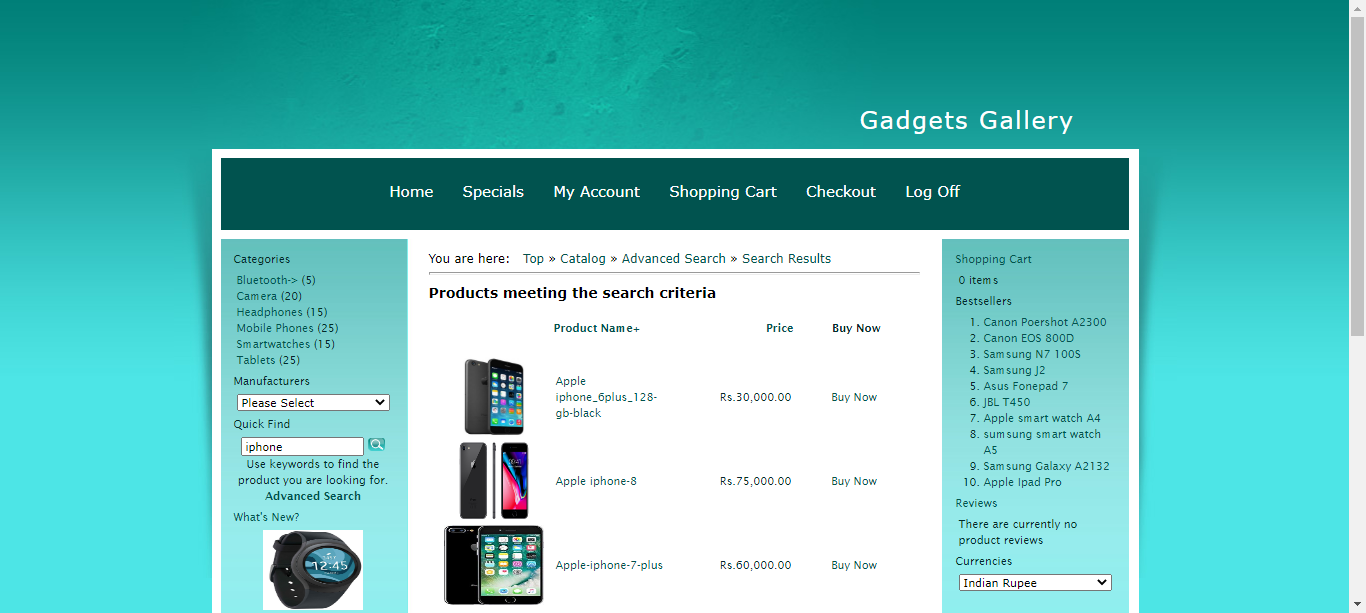 Gadgets Gallery
Home Specials My Account Shopping Cart Checkout Log Off
Categories
Bluetooth-> (5)
Camera (20)
Headphones (15)
Mobile Phones (25)
Smartwatches (15)
Tablets (25)
Manufacturers
Please Select
Quick Find
iphone
Use keywords to find the
product you are looking for.
Advanced Search
What's New?
12:45
You are here: Top » Catalog » Advanced Search » Search Results
Products meeting the search criteria
Product Name+ Price Buy Now
Apple
iphone_6plus_128-
gb-black
Rs.30,000.00 Buy Now
Apple iphone-8 Rs.75,000.00 Buy Now
Apple-iphone-7-plus Rs.60,000.00 Buy Now
Shopping Cart
0 items
Bestsellers
1. Canon Poershot A2300
2. Canon EOS 800D
3. Samsung N7 100S
4. Samsung J2
5. Asus Fonepad 7
6. JBL T450
7. Apple smart watch A4
8. sumsung smart watch
A5
9. Samsung Galaxy A2132
10. Apple Ipad Pro
Reviews
There are currently no
product reviews
Currencies
Indian Rupee